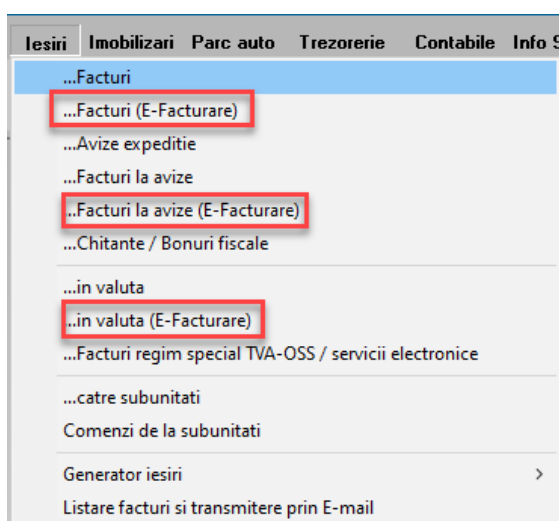 Iesiri Imobilizari Parc auto Trezorerie Contabile Info
...Facturi
...Facturi (E-Facturare)
...Avize expeditie
...Facturi la avize
...Facturi la avize (E-Facturare)
...Chitante / Bonuri fiscale
...in valuta
...in valuta (E-Facturare)
...Facturi regim special TVA-OSS / servicii electronice
...catre subunitati
Comenzi de la subunitati
Generator iesiri >
Listare facturi si transmitere prin E-mail